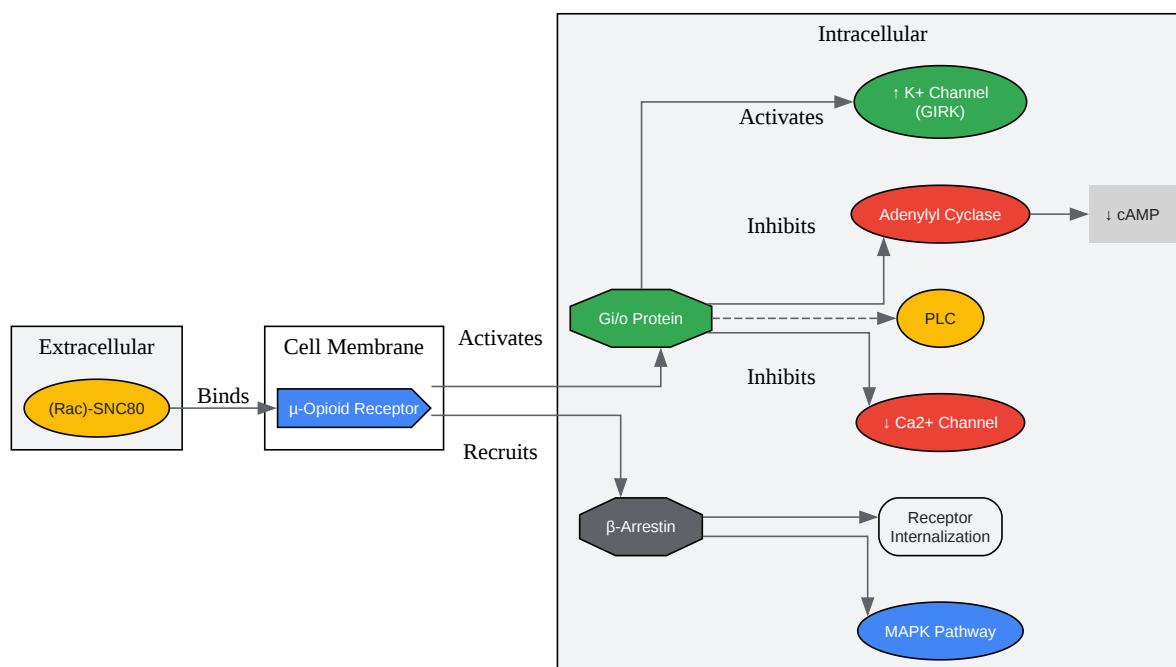 Intracellular
↑ K+ Channel
(GIRK)
Activates
Adenylyl Cyclase
↓ cAMP
Inhibits
Gi/o Protein
PLC
Extracellular
Cell Membrane
Activates
Inhibits
(Rac)-SNC80
Binds
µ-Opioid Receptor
↓ Ca2+ Channel
Recruits
β-Arrestin
Receptor
Internalization
MAPK Pathway